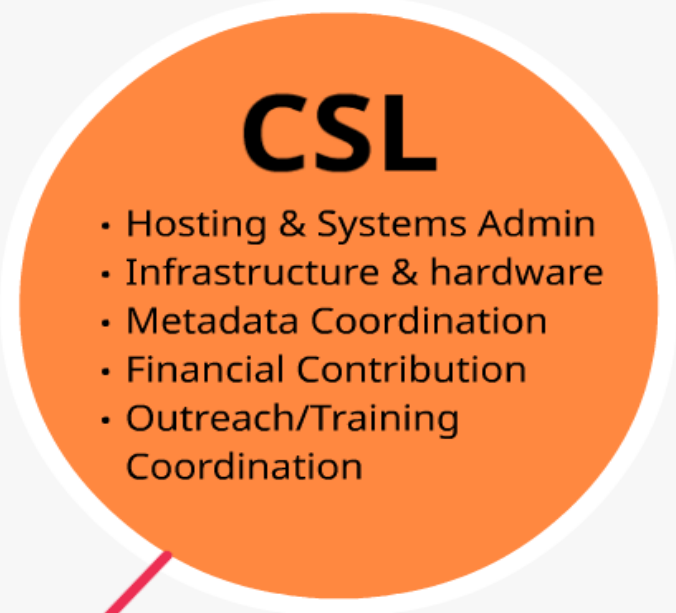 CSL
· Hosting & Systems Admin
· Infrastructure & hardware
· Metadata Coordination
· Financial Contribution
· Outreach/Training
Coordination